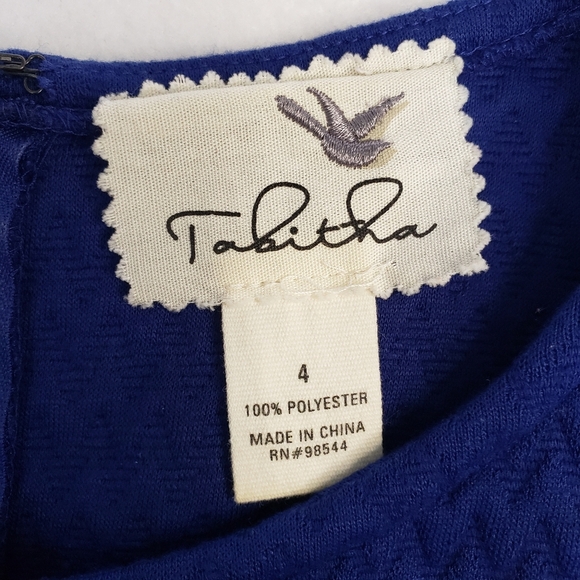 Tabitha
4
100% POLYESTER
MADE IN CHINA
RN#98544